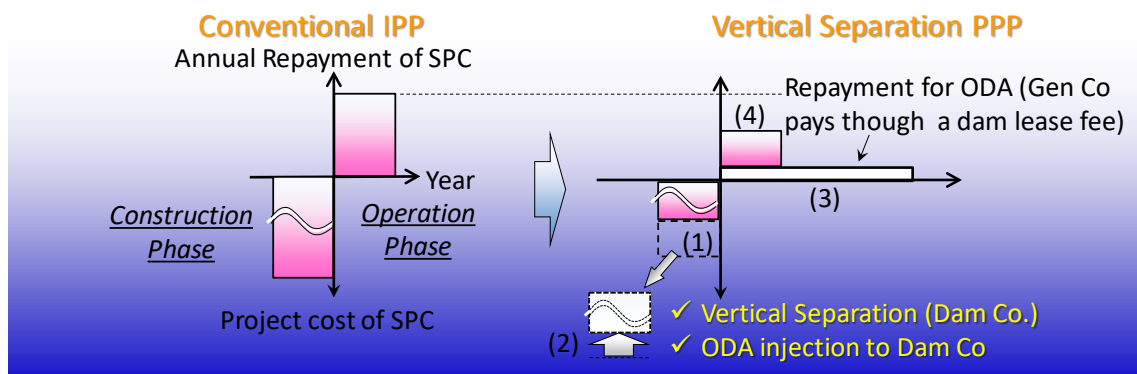 Conventional IPP
Annual Repayment of SPC
Year
Construction
Phase
Operation
Phase
Project cost of SPC
Vertical Separation PPP
Repayment for ODA (Gen Co
pays though a dam lease fee)
(4)
(3)
(1)
(2)
✓ Vertical Separation (Dam Co.)
✓ ODA injection to Dam Co